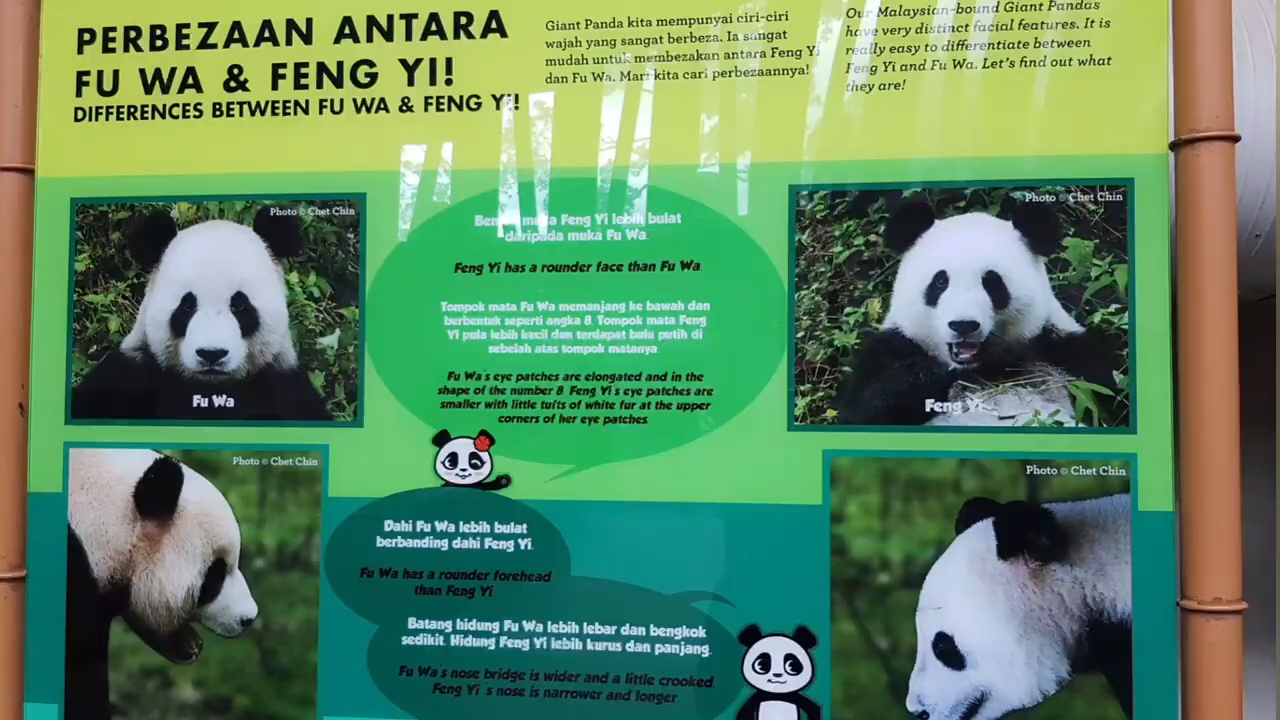 PERBEZAAN ANTARA
FU WA & FENG YI!
DIFFERENCES BETWEEN FU WA & FENG YI!
Giant Panda kita mempunyai ciri-ciri
wajah yang sangat berbeza. Ia sangat
mudah untuk membezakan antara Feng Yi
dan Fu Wa. Mari kita cari perbezaannya!
Our Malaysian-bound Giant Pandas
have very distinct facial features. It is
really easy to differentiate between
Feng Yi and Fu Wa. Let's find out what
they are!
Photo © Chet Chin
Fu Wa
muka Feng Yi lebih bulat
daripada muka Fu Wa.
Feng Yi has a rounder face than Fu Wa.
Tompok mata Fu Wa memanjang ke bawah dan
berbentuk seperti angka 8. Tompok mata Feng
Yi pula lebih kecil dan terdapat bulu putih di
sebelah atas tompok matanya.
Fu Wa's eye patches are elongated and in the
shape of the number 8. Feng Yi's eye patches are
smaller with little tufts of white fur at the upper
corners of her eye patches.
Photo © Chet Chin
Feng Yi
Photo © Chet Chin
Dahi Fu Wa lebih bulat
berbanding dahi Feng Yi.
Fu Wa has a rounder forehead
than Feng Yi.
Batang hidung Fu Wa lebih lebar dan bengkok
sedikit. Hidung Feng Yi lebih kurus dan panjang.
Fu Wa's nose bridge is wider and a little crooked.
Feng Yi 's nose is narrower and longer.
Photo © Chet Chin